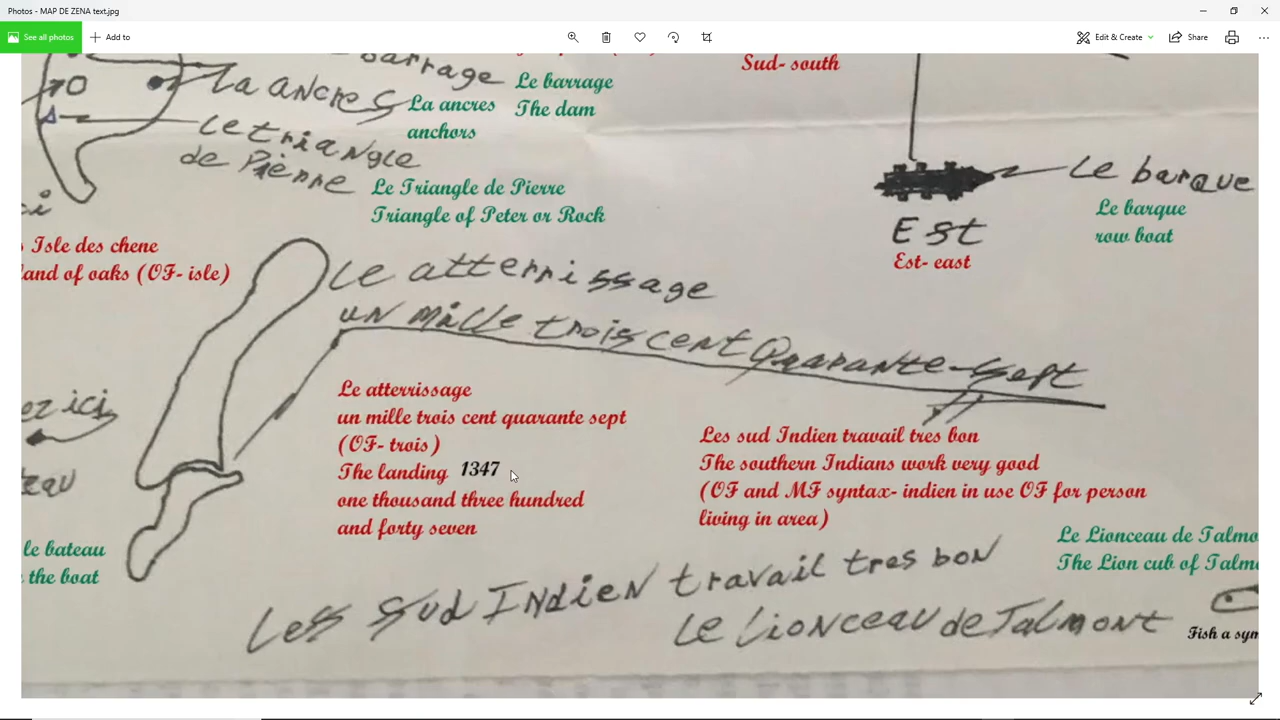 Photos - MAP DE ZENA text.jpg
See all photos
Add to
Edit & Create
Share
barrage
Le barrage
The dam
Sud- south
La ancres
La ancres
anchors
Le triangle
de Pierre
Le Triangle de Pierre
Triangle of Peter or Rock
Le barque
Le barque
row boat
Est
Est- east
Isle des chene
and of oaks (OF- isle)
Le atterrissage
un mille trois cent Quarante-Sept
Le atterrissage
un mille trois cent quarante sept
(OF- trois)
The landing 1347
one thousand three hundred
and forty seven
Les sud Indien travail tres bon
The southern Indians work very good
(OF and MF syntax- indien in use OF for person
living in area)
ez ici
eau
le bateau
the boat
Le Lionceau de Talmo
The Lion cub of Talm
Les Sud Indien travail tres bon
Le Lionceau de Talmont
Fish a sym